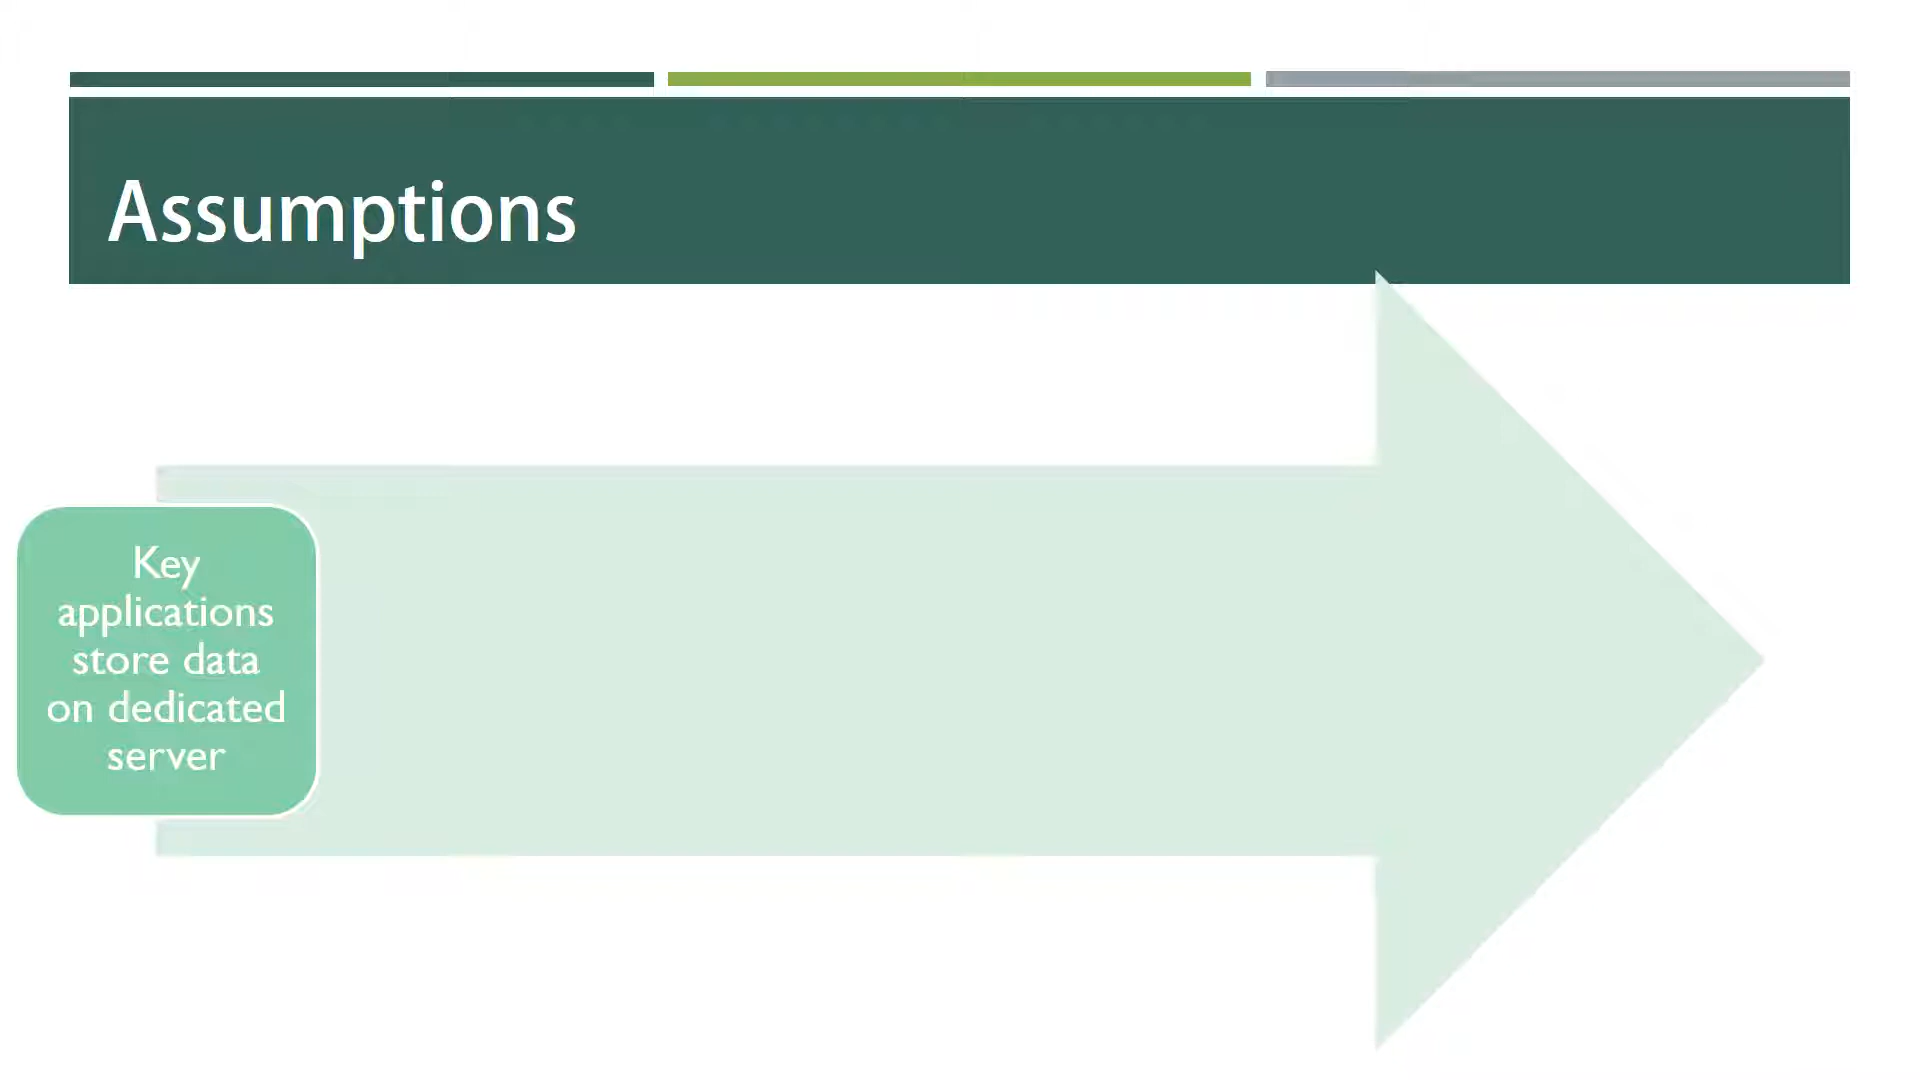 Assumptions
Key
applications
store data
on dedicated
server